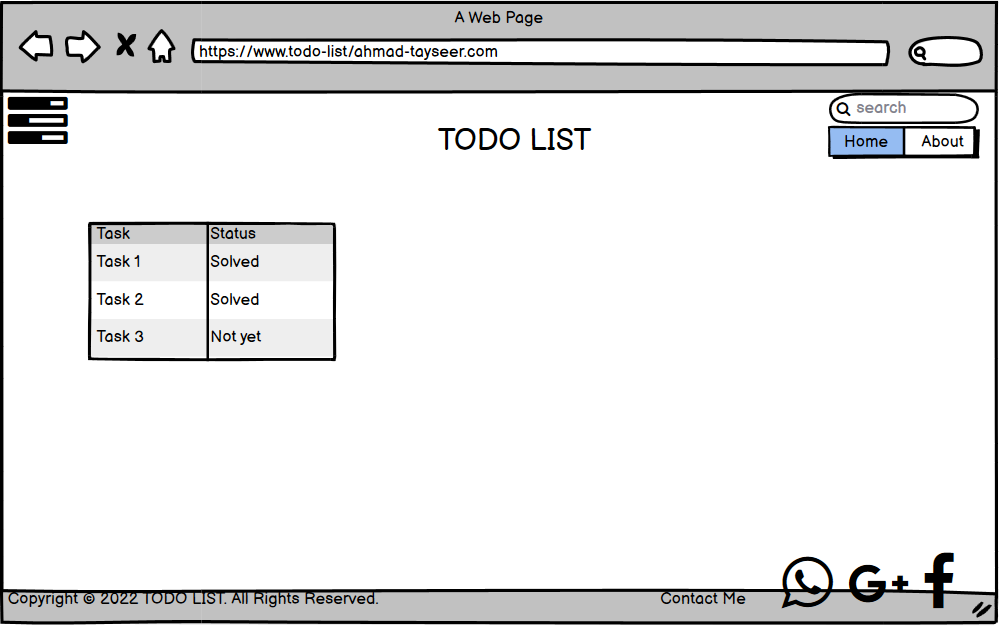 A Web Page
https://www.todo-list/ahmad-tayseer.com
search
TODO LIST
Home About
Task Status
Task 1 Solved
Task 2 Solved
Task 3 Not yet
G+ f
Copyright © 2022 TODO LIST. All Rights Reserved. Contact Me